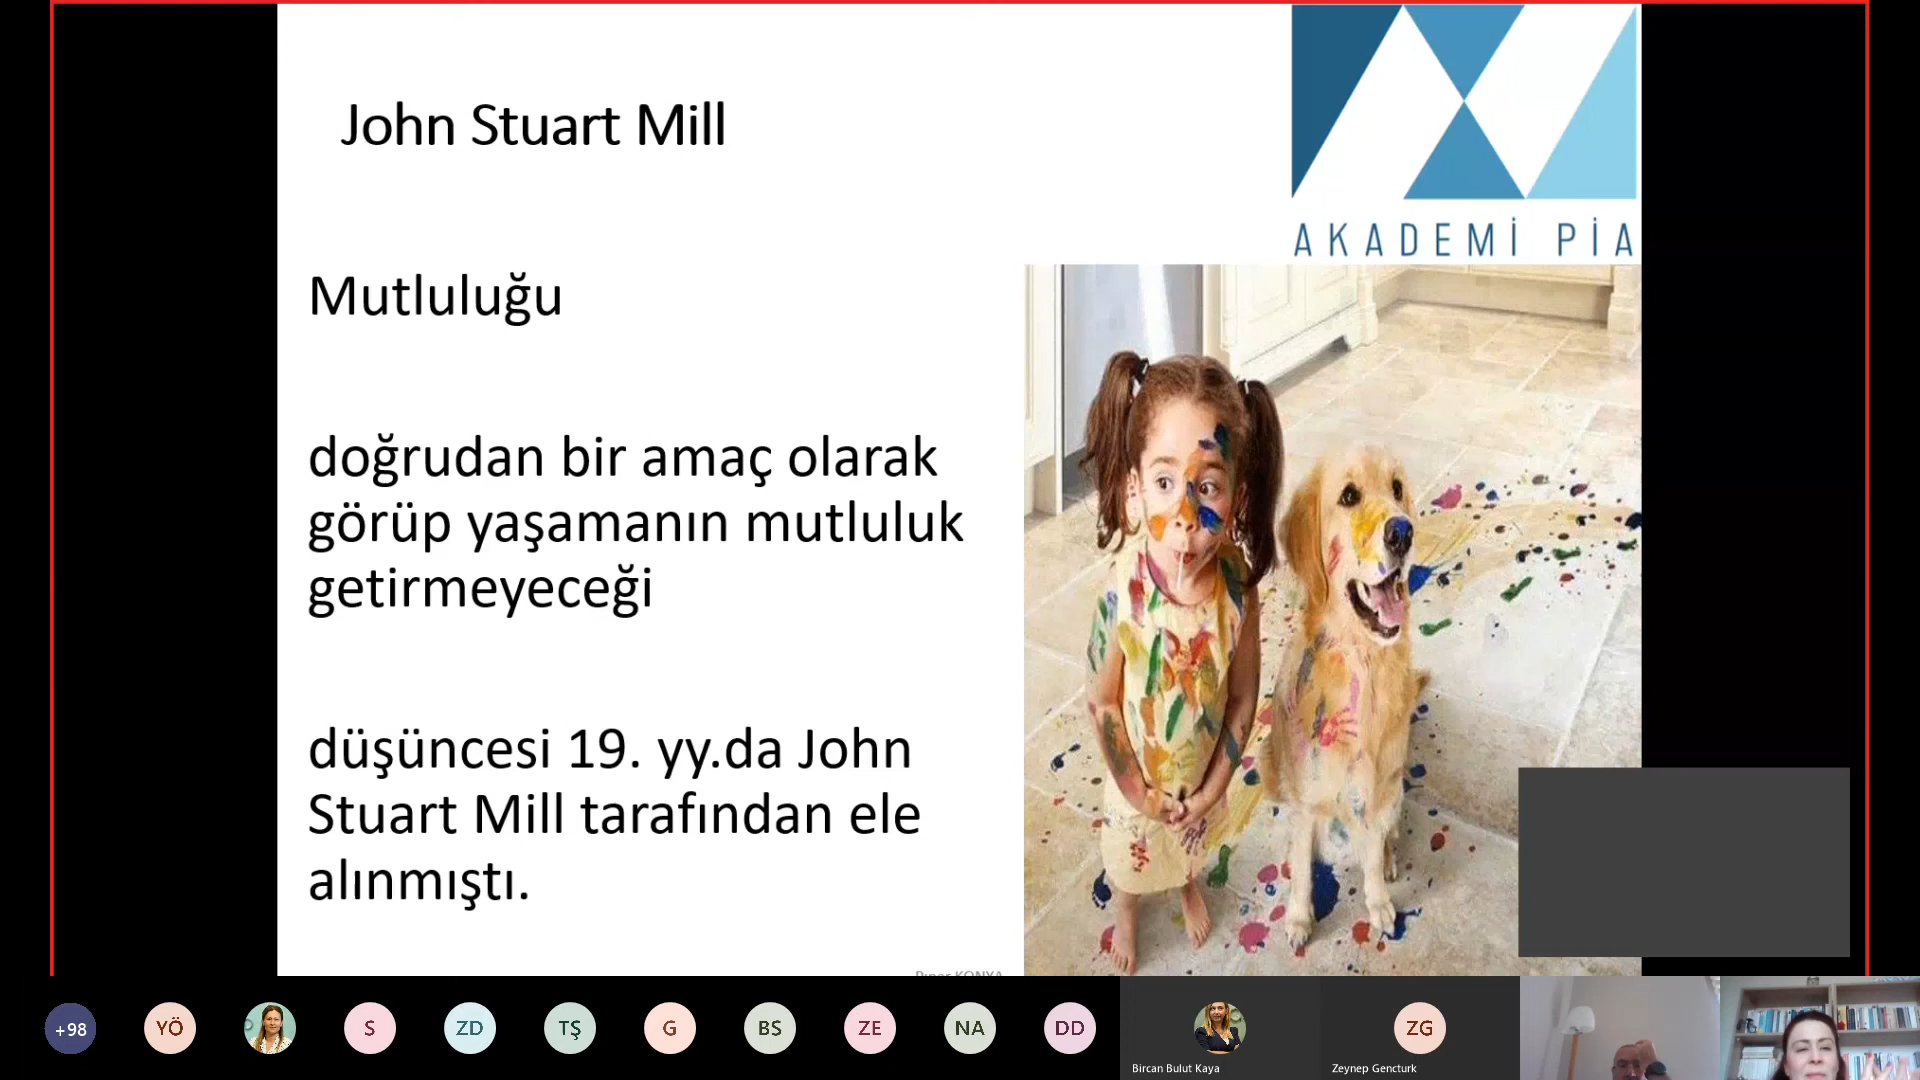 John Stuart Mill
AKADEMİ PİA
Mutluluğu
doğrudan bir amaç olarak
görüp yaşamanın mutluluk
getirmeyeceği
düşüncesi 19. yy.da John
Stuart Mill tarafından ele
alınmıştı.
Pınar KONYA
+98
YÖ
S
ZD
TŞ
G
BS
ZE
NA
DD
ZG
Bircan Bulut Kaya
Zeynep Gencturk